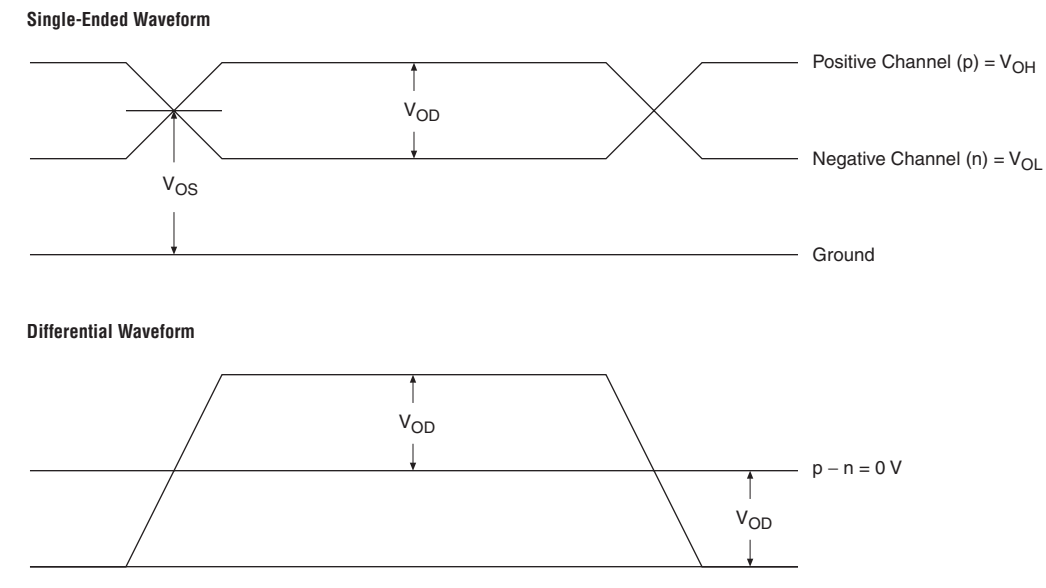 Single-Ended Waveform
Positive Channel (p) = VOH
VOD
Negative Channel (n) = VOL
VOS
Ground
Differential Waveform
VOD
p − n = 0 V
VOD